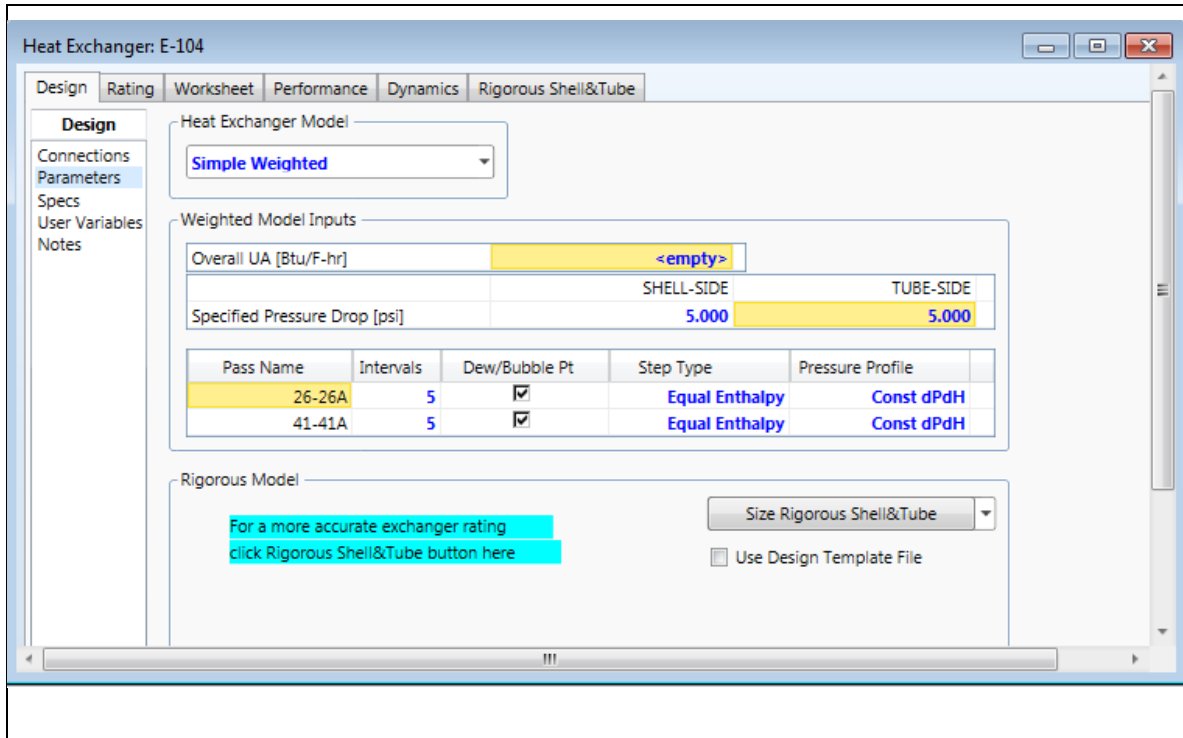 Heat Exchanger: E-104
Design Rating Worksheet Performance Dynamics Rigorous Shell&Tube
Design
Connections
Parameters
Specs
User Variables
Notes
Heat Exchanger Model
Simple Weighted
Weighted Model Inputs
Overall UA [Btu/F-hr] <empty>
SHELL-SIDE TUBE-SIDE
Specified Pressure Drop [psi] 5.000 5.000
Pass Name Intervals Dew/Bubble Pt Step Type Pressure Profile
26-26A 5 Equal Enthalpy Const dPdH
41-41A 5 Equal Enthalpy Const dPdH
Rigorous Model
For a more accurate exchanger rating
click Rigorous Shell&Tube button here
Size Rigorous Shell&Tube
Use Design Template File